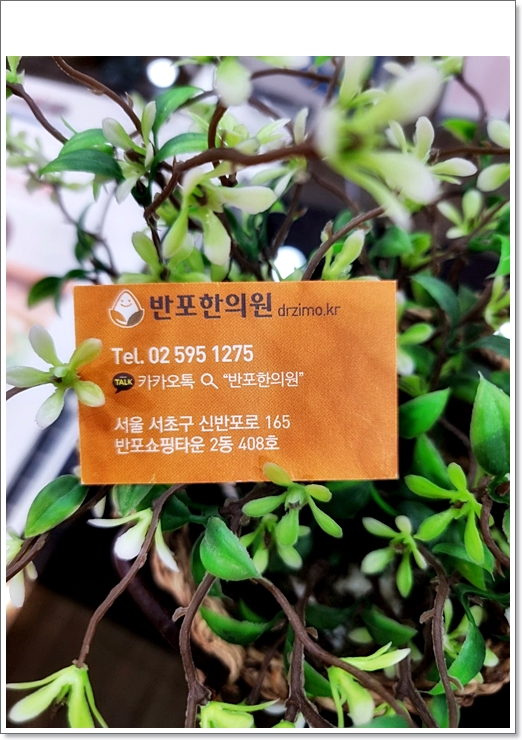 반포한의원 drzimo.kr
Tel. 02 595 1275
TALK 카카오톡 "반포한의원"
서울 서초구 신반포로 165
반포쇼핑타운 2동 408호